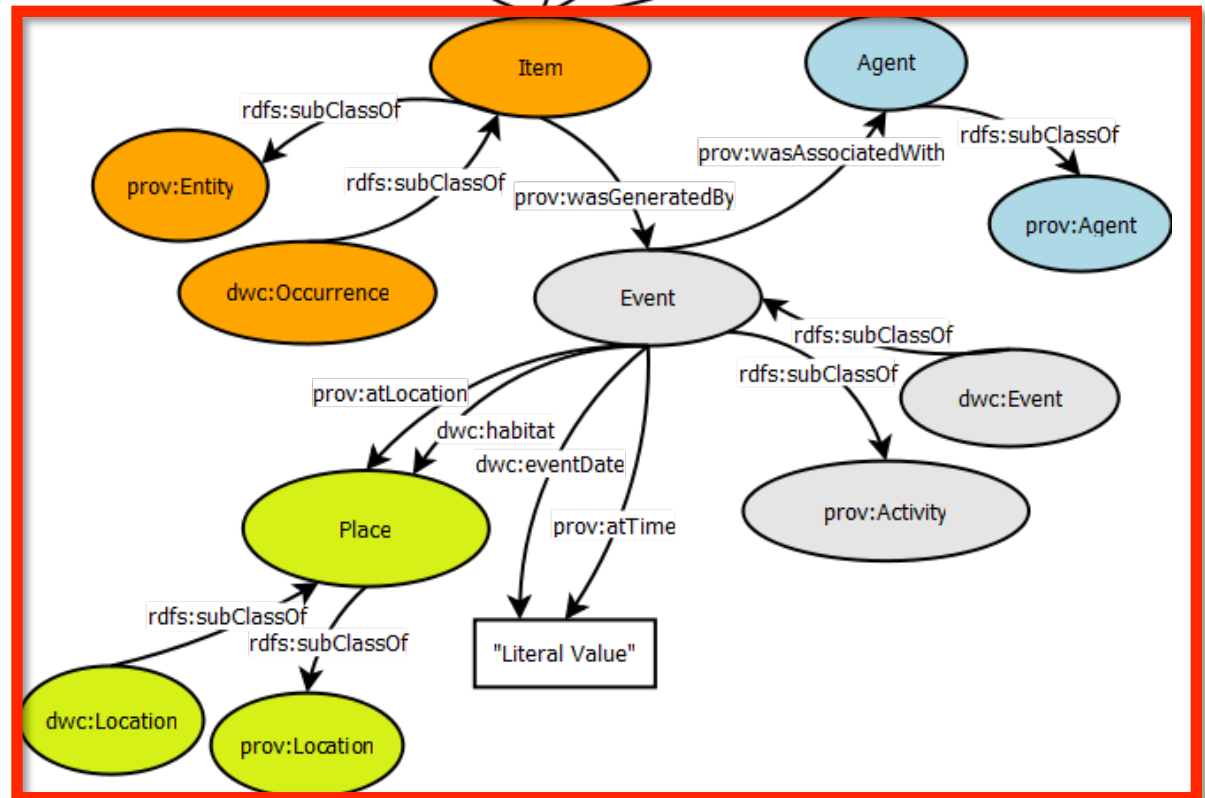 Item
Agent
rdfs:subClassOf
rdfs:subClassOf
prov:wasAssociatedWith
prov:Entity
rdfs:subClassOf
prov:wasGeneratedBy
prov:Agent
dwc:Occurrence
Event
rdfs:subClassOf
rdfs:subClassOf
prov:atLocation
dwc:Event
dwc:habitat
dwc:eventDate
prov:Activity
prov:atTime
Place
rdfs:subClassOf
rdfs:subClassOf
"Literal Value"
dwc:Location
prov:Location